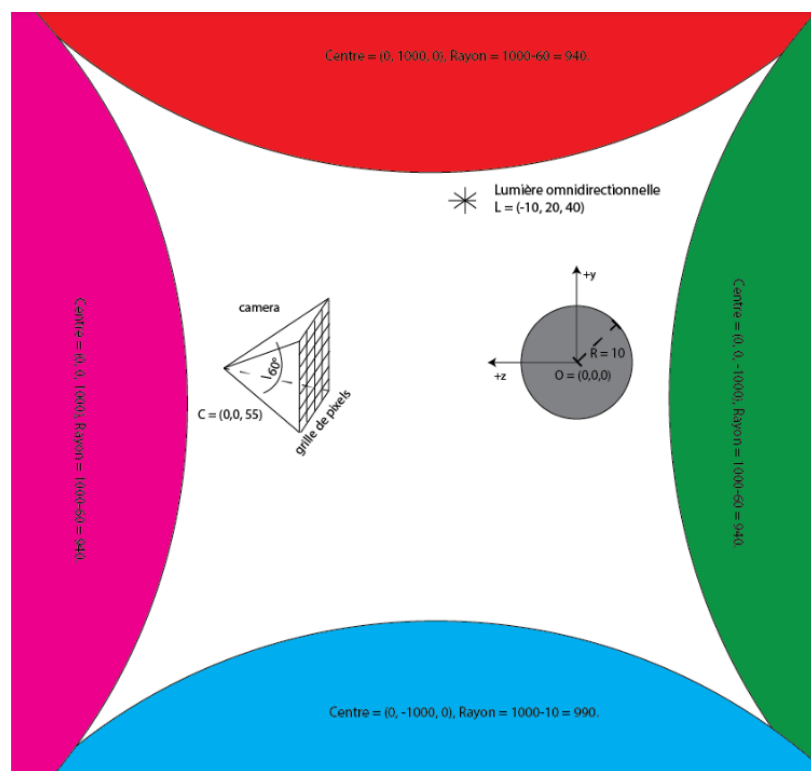 Centre = (0, 1000, 0), Rayon = 1000-60 = 940.
Lumière omnidirectionnelle
L = (-10, 20, 40)
+y
camera
60°
R = 10
+z
O = (0,0,0)
C = (0,0, 55)
grille de pixels
Centre = (0, 0, 1000), Rayon = 1000-60 = 940.
Centre = (0, 0, -1000), Rayon = 1000-60 = 940.
Centre = (0, -1000, 0), Rayon = 1000-10 = 990.